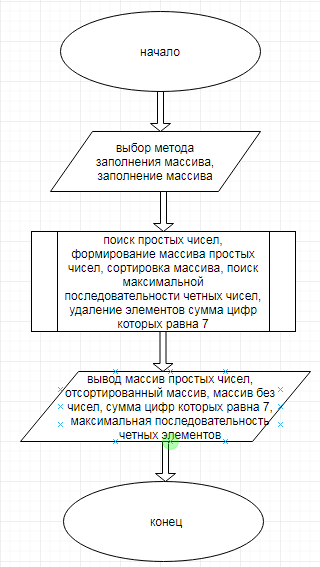 начало
выбор метода
заполнения массива,
заполнение массива
поиск простых чисел,
формирование массива простых
чисел, сортировка массива, поиск
максимальной
последовательности четных чисел,
удаление элементов сумма цифр
которых равна 7
вывод массив простых чисел,
отсортированный массив, массив без
чисел, сумма цифр которых равна 7,
максимальная последовательность
четных элементов
конец